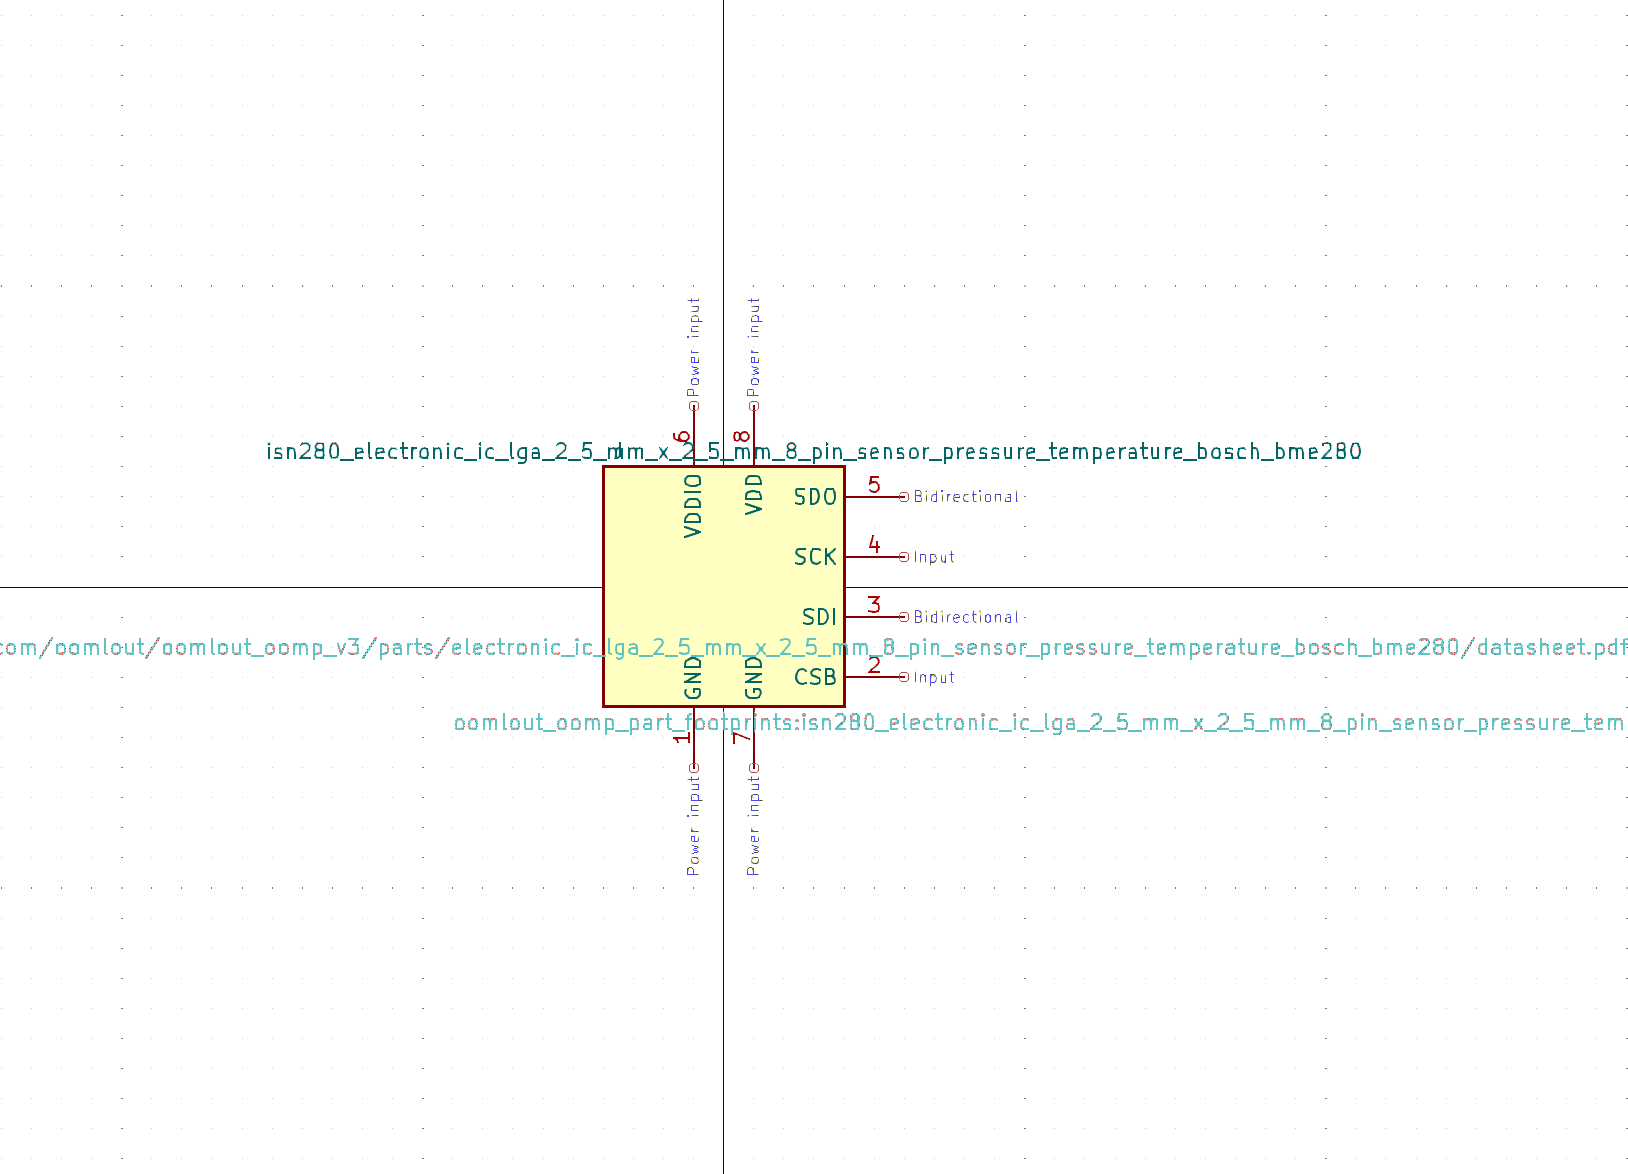 Power input
Power input
6
8
isn280_electronic_ic_lga_2_5_mm_x_2_5_mm_8_pin_sensor_pressure_temperature_bosch_bme280
VDDIO
VDD
SDO
5
Bidirectional
SCK
4
Input
SDI
3
Bidirectional
com/oomlout/oomlout_oomp_v3/parts/electronic_ic_lga_2_5_mm_x_2_5_mm_8_pin_sensor_pressure_temperature_bosch_bme280/datasheet.pdf
GND
GND
CSB
2
Input
oomlout_oomp_part_footprints:isn280_electronic_ic_lga_2_5_mm_x_2_5_mm_8_pin_sensor_pressure_tem
1
7
Power input
Power input